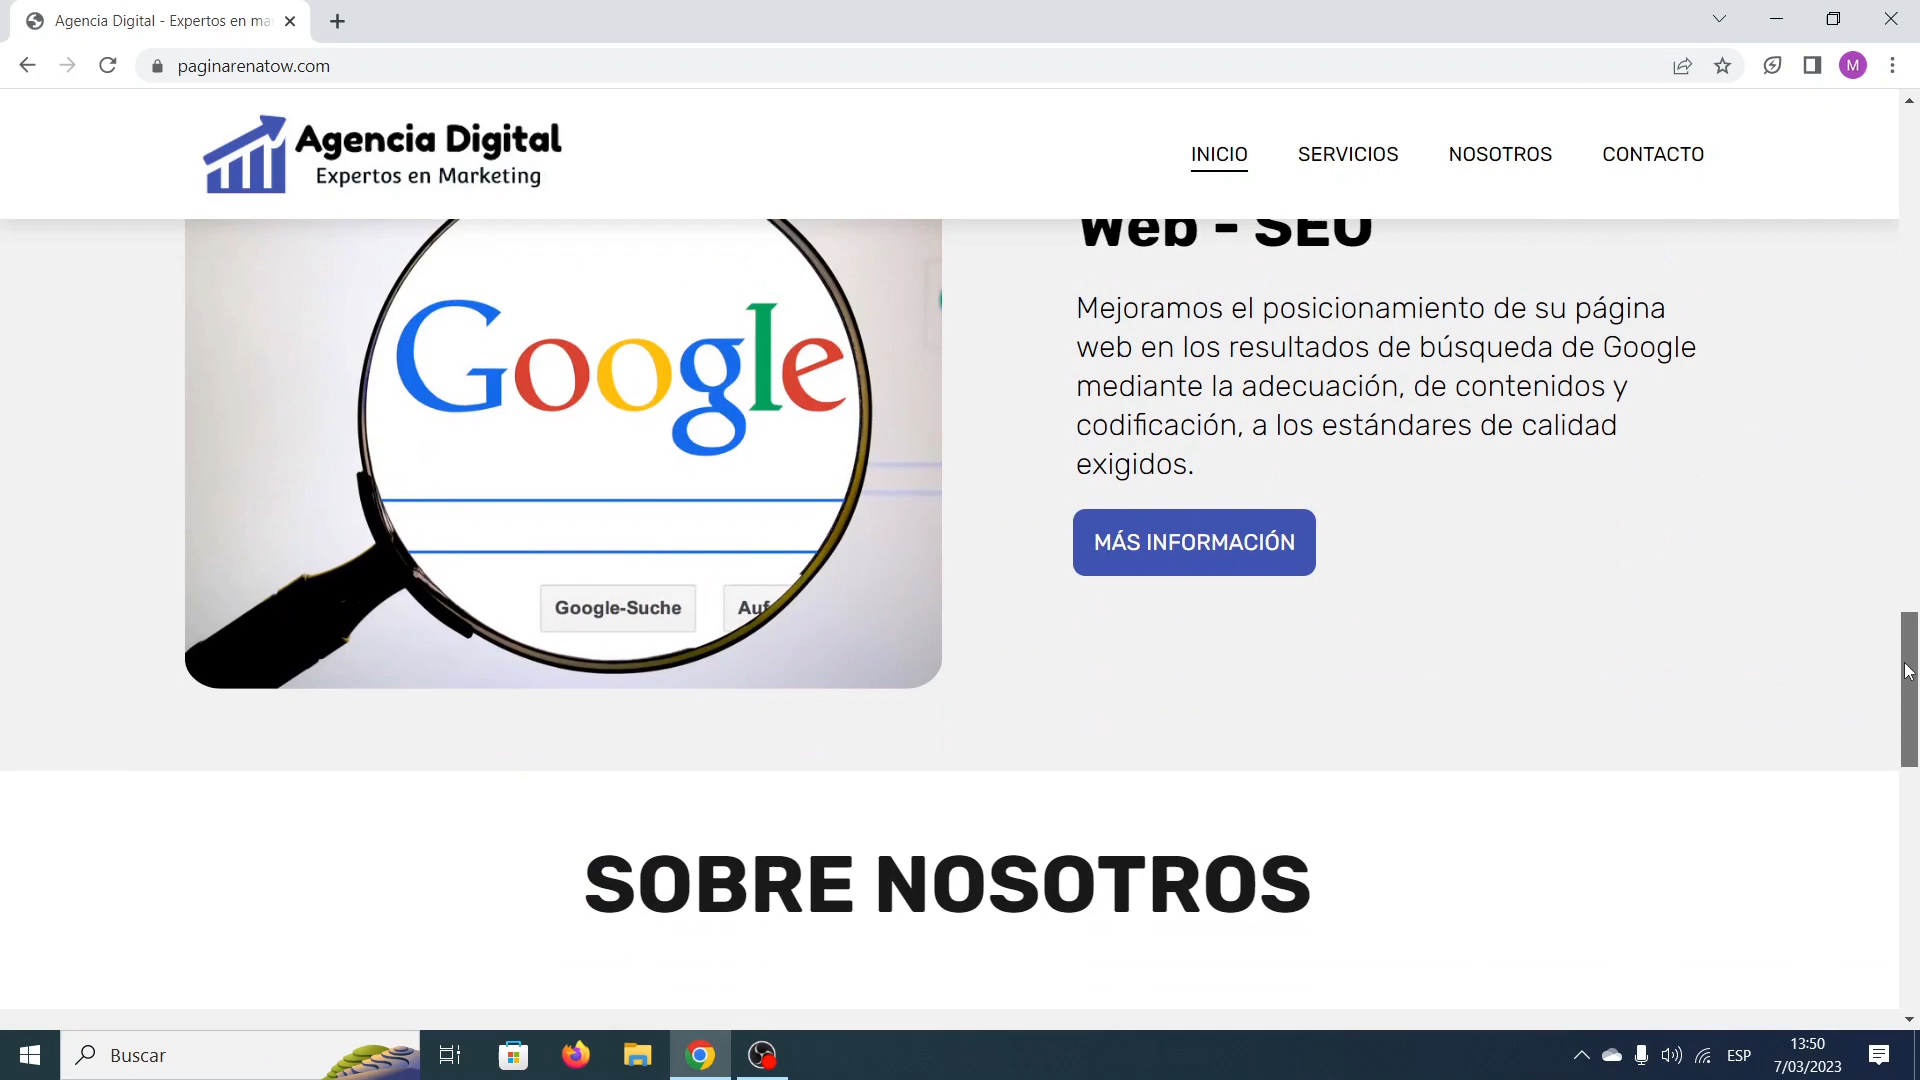 Agencia Digital - Expertos en ma
paginarenatow.com
M
Agencia Digital
Expertos en Marketing
INICIO
SERVICIOS
NOSOTROS
CONTACTO
Google
Google-Suche
Auf
Web - SEO
Mejoramos el posicionamiento de su página
web en los resultados de búsqueda de Google
mediante la adecuación, de contenidos y
codificación, a los estándares de calidad
exigidos.
MÁS INFORMACIÓN
SOBRE NOSOTROS
Buscar
ESP
13:50
7/03/2023